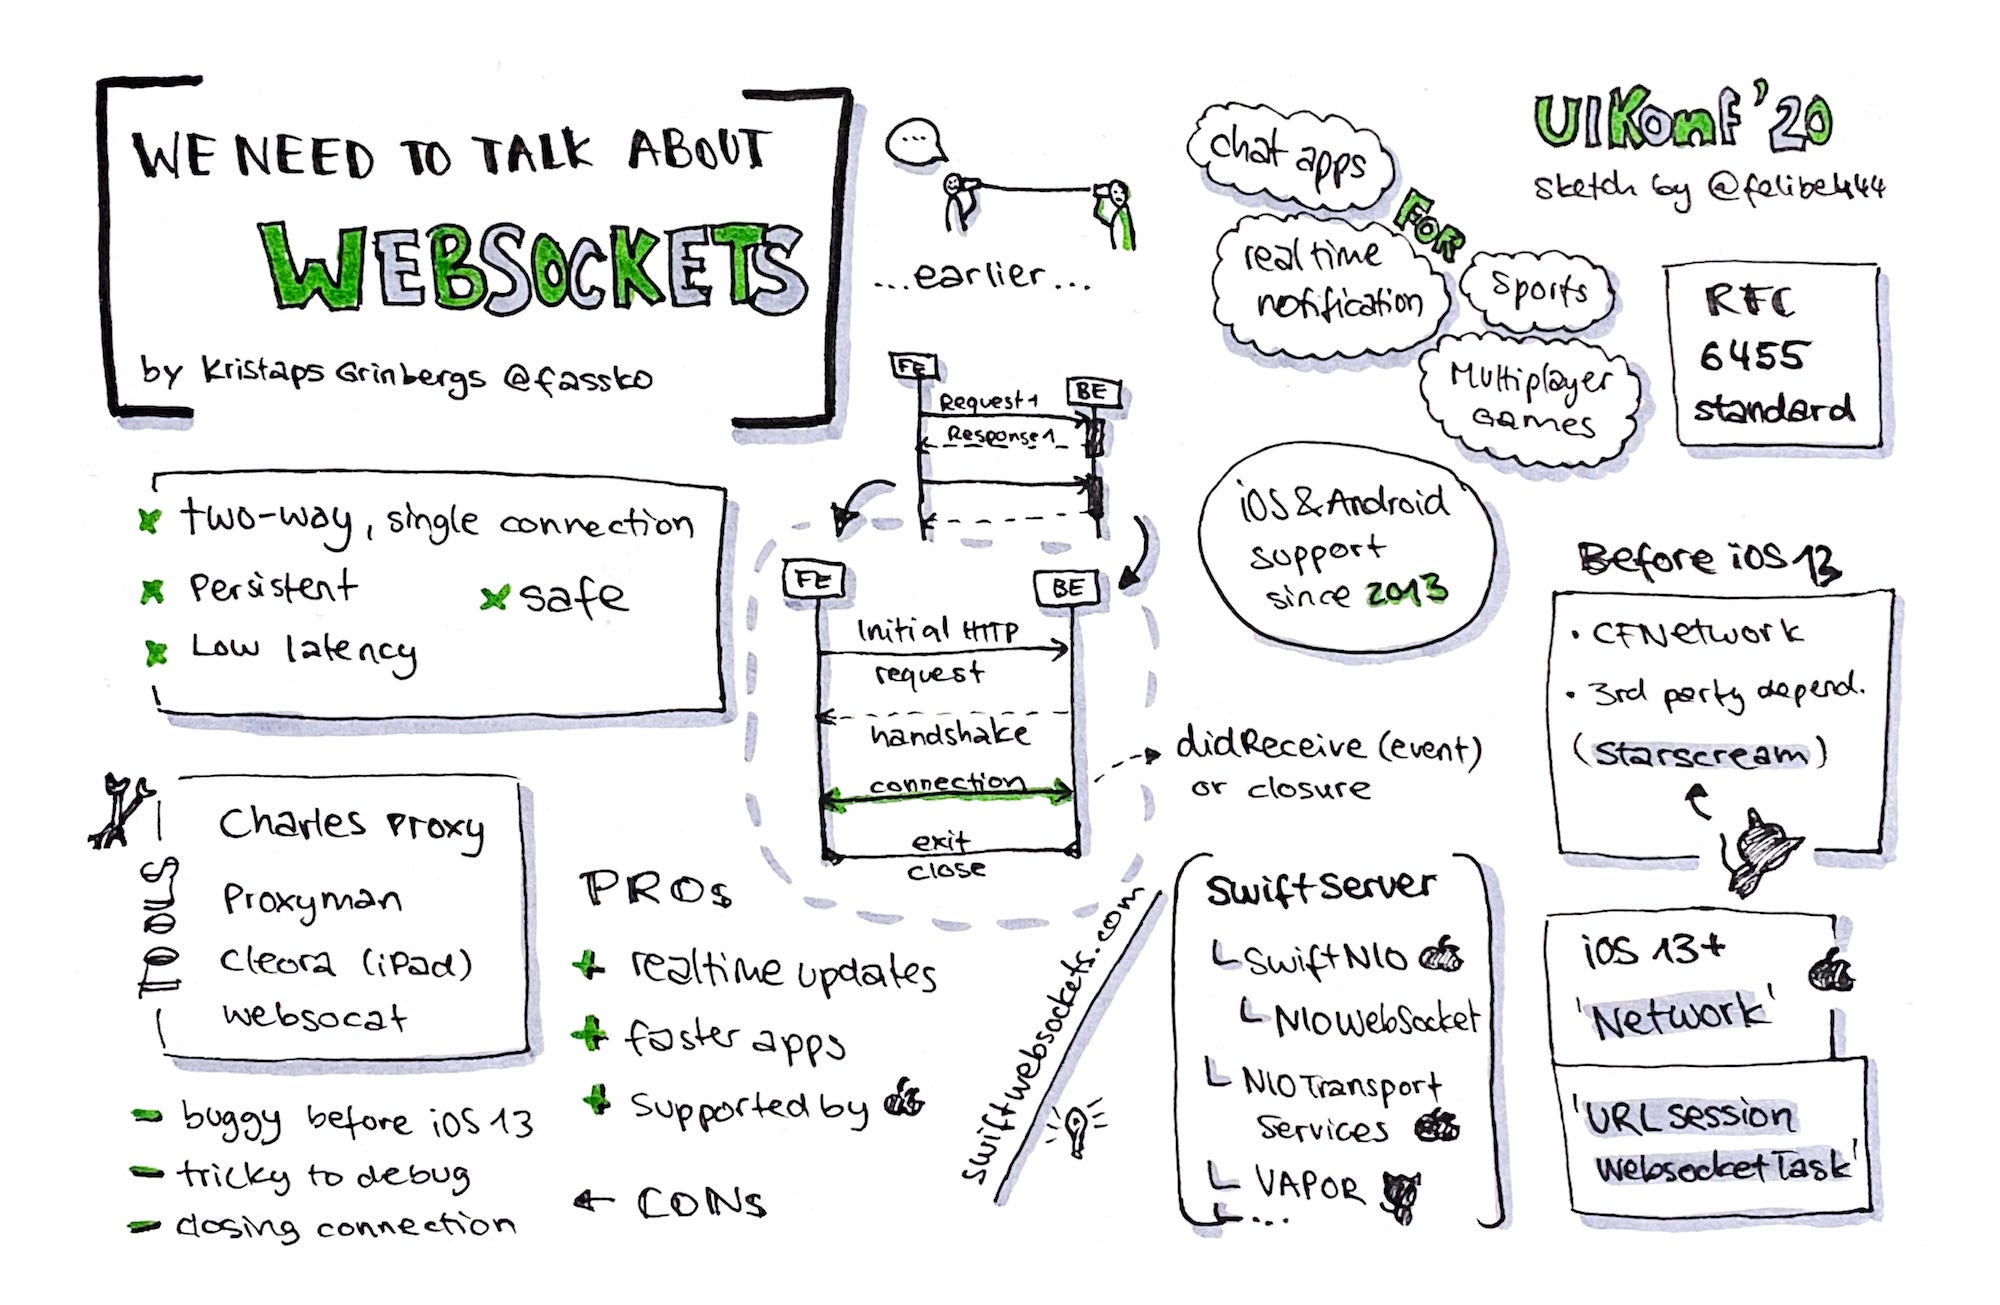 WE NEED TO TALK ABOUT
WEBSOCKETS
by Kristaps Grinbergs @fassko
...
...earlier...
chat apps
FOR
real time
notification
Sports
Multiplayer
Games
UIKonf '20
sketch by @felibe444
RFC
6455
standard
two-way, single connection
Persistent
safe
Low latency
FE
BE
Request 1
Response 1
FE
BE
Initial HTTP
request
handshake
connection
exit
close
didReceive (event)
or closure
iOS & Android
support
since 2013
Before iOS 13
• CFNetwork
• 3rd party depend.
(Starscream)
iOS 13+
'Network'
'URLsession
WebsocketTask'
TOOLS
Charles Proxy
Proxyman
Cleora (iPad)
websocat
PROs
+ realtime updates
+ faster apps
+ supported by
← CONs
– buggy before iOS 13
– tricky to debug
– closing connection
swiftwebsockets.com
SwiftServer
SwiftNIO
NIOWebSocket
NIOTransport
Services
VAPOR
...